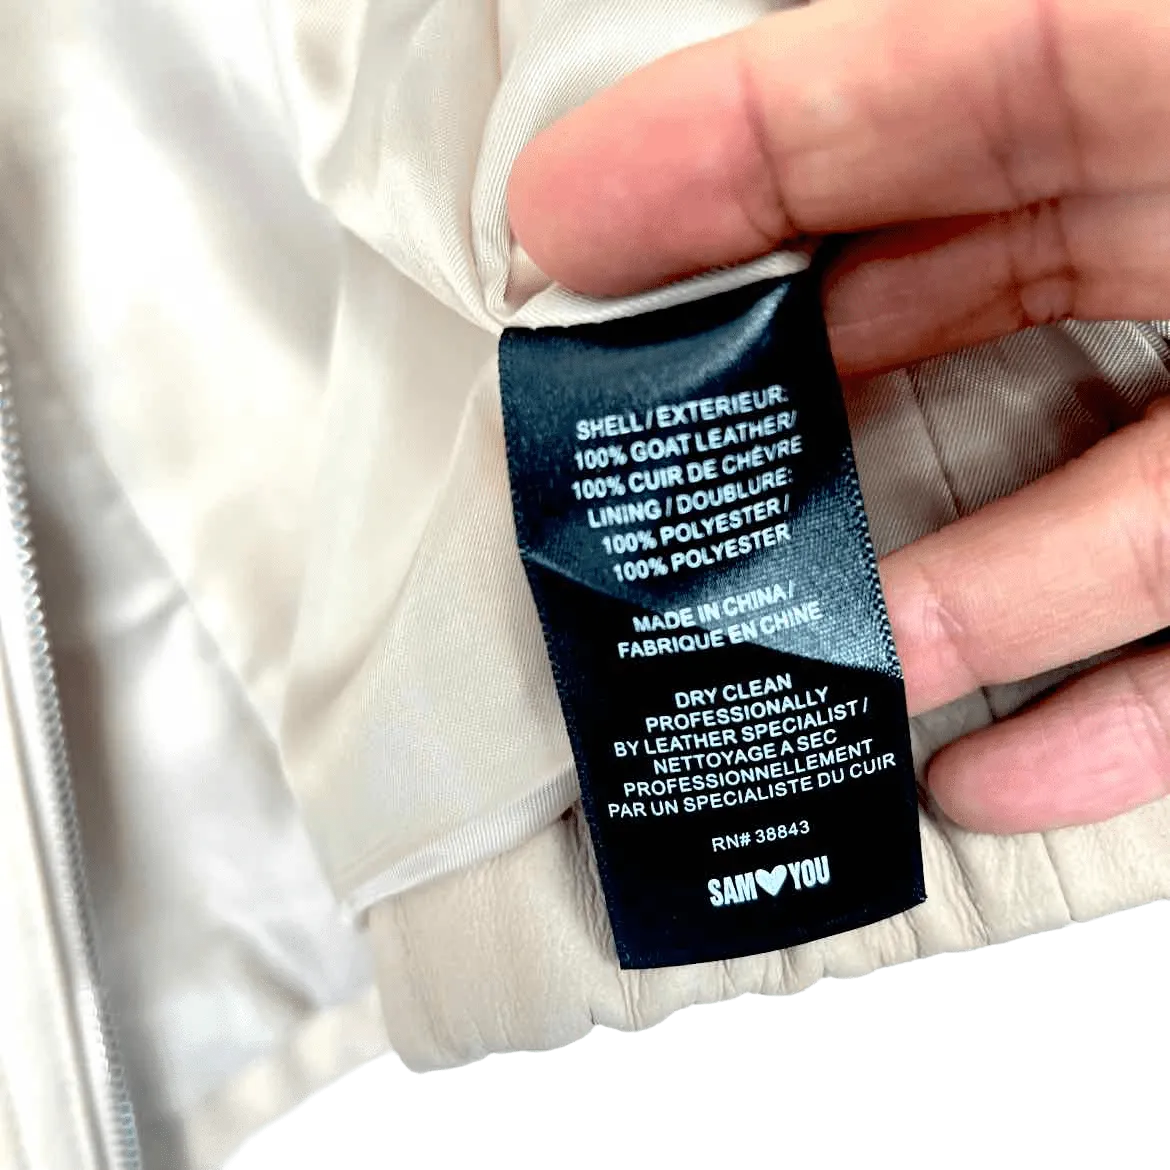 SHELL / EXTERIEUR:
100% GOAT LEATHER/
100% CUIR DE CHÈVRE
LINING / DOUBLURE:
100% POLYESTER /
100% POLYESTER
MADE IN CHINA /
FABRIQUE EN CHINE
DRY CLEAN
PROFESSIONALLY
BY LEATHER SPECIALIST /
NETTOYAGE A SEC
PROFESSIONNELLEMENT
PAR UN SPECIALISTE DU CUIR
RN# 38843
SAM♥YOU